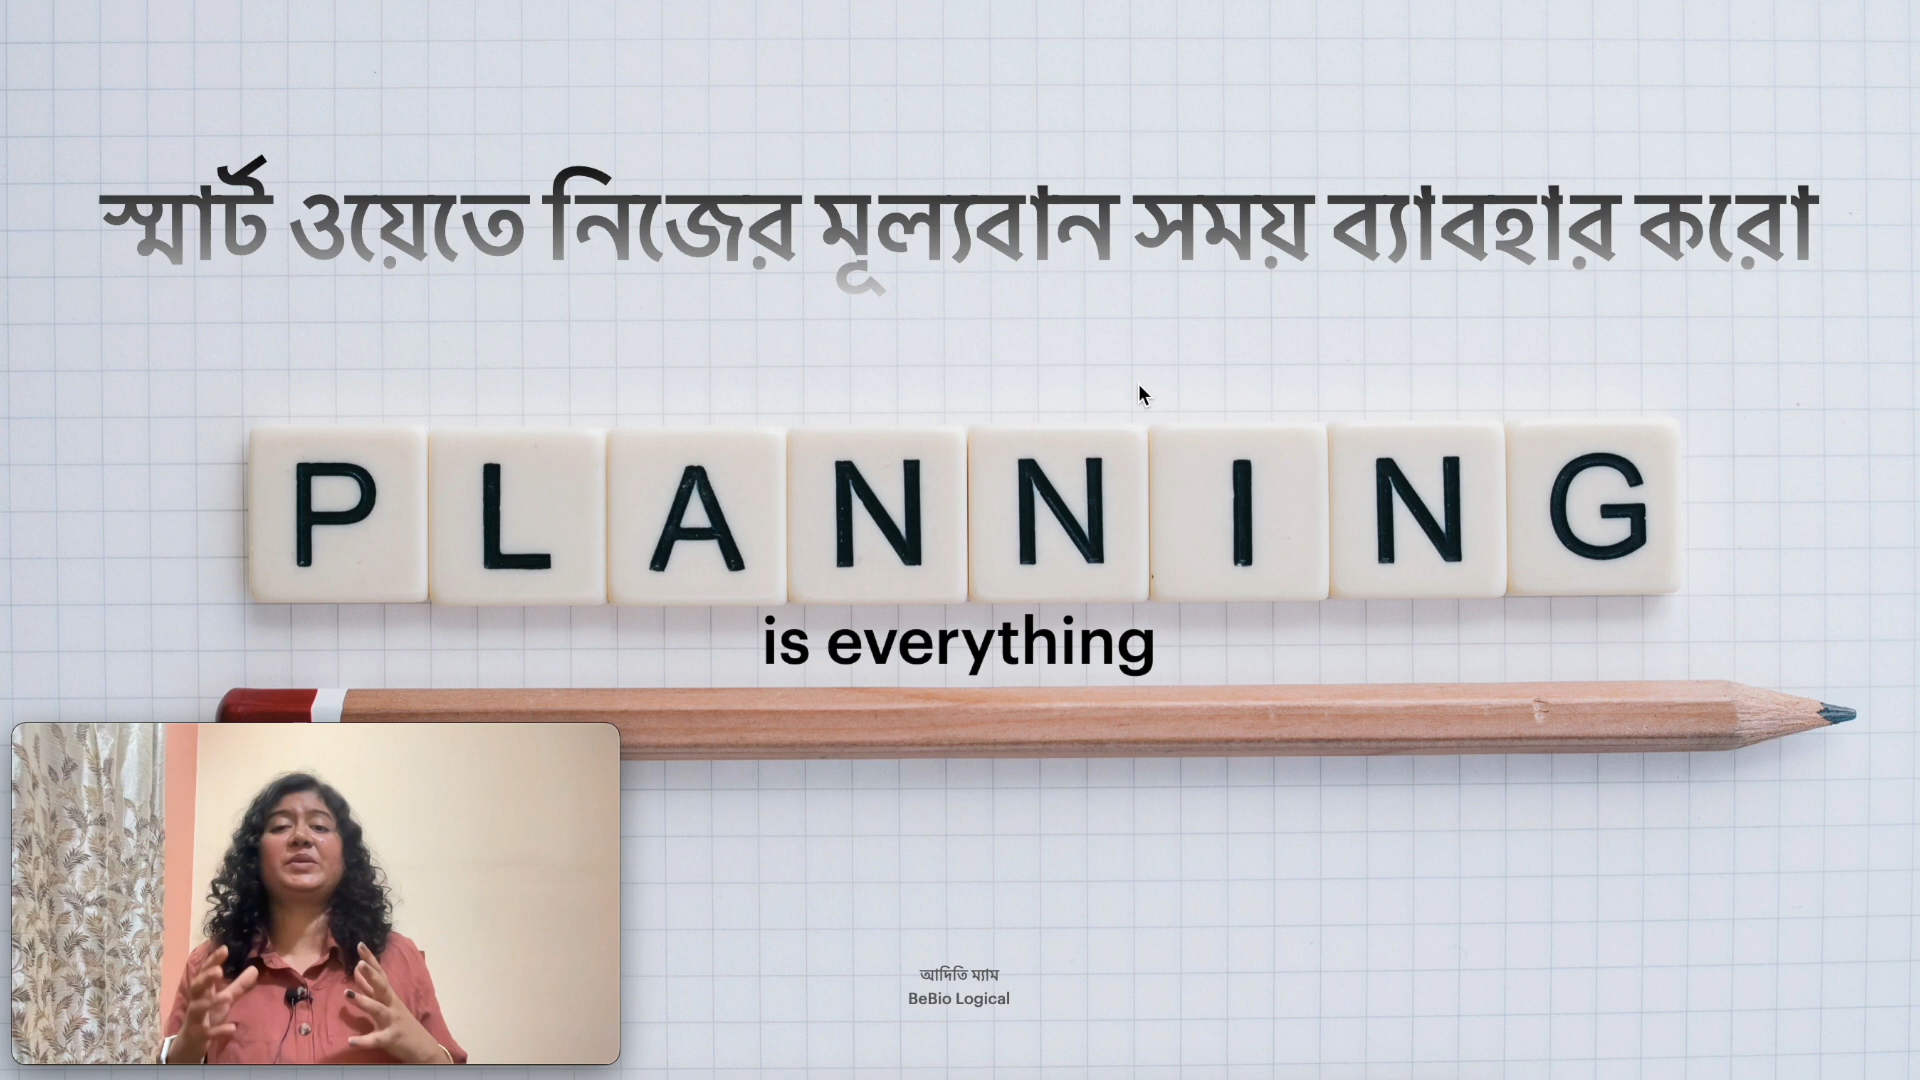 স্মার্ট ওয়েতে নিজের মূল্যবান সময় ব্যাবহার করো
PLANNING
is everything
আদিতি ম্যাম
BeBio Logical